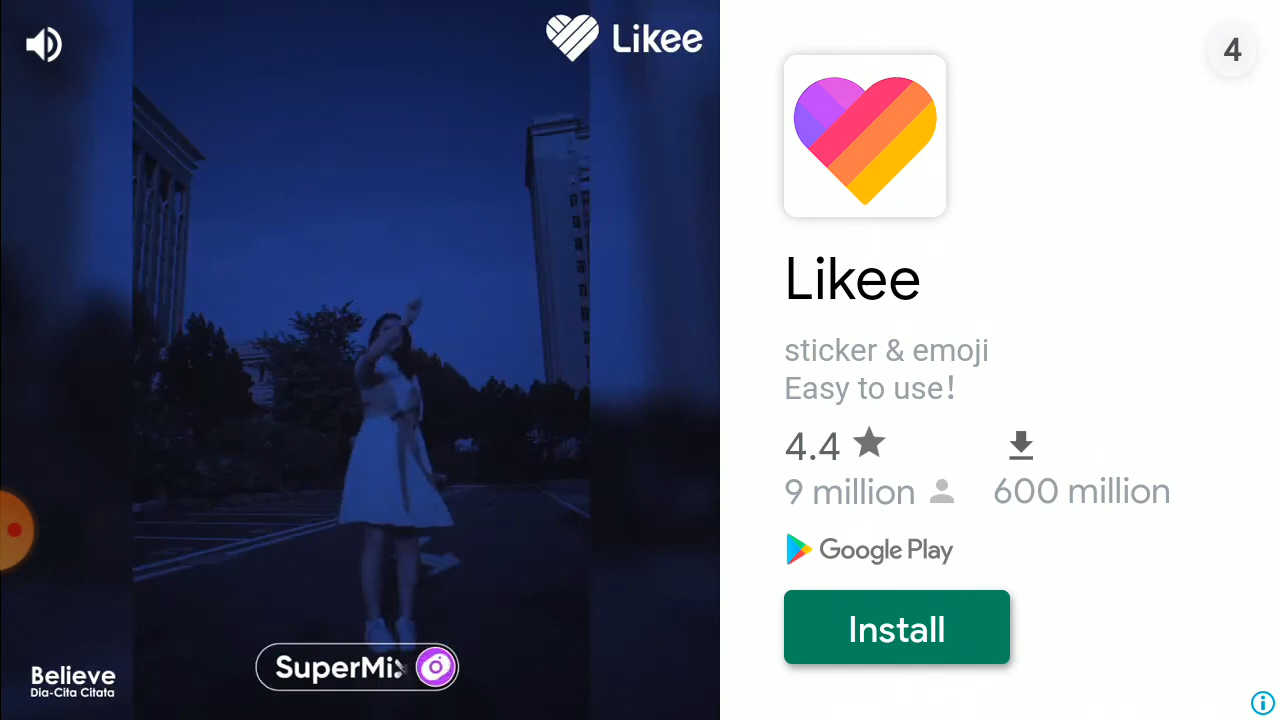 Likee
SuperMix
Believe
Dia-Cita Citata
4
Likee
sticker & emoji
Easy to use!
4.4
9 million
600 million
Google Play
Install